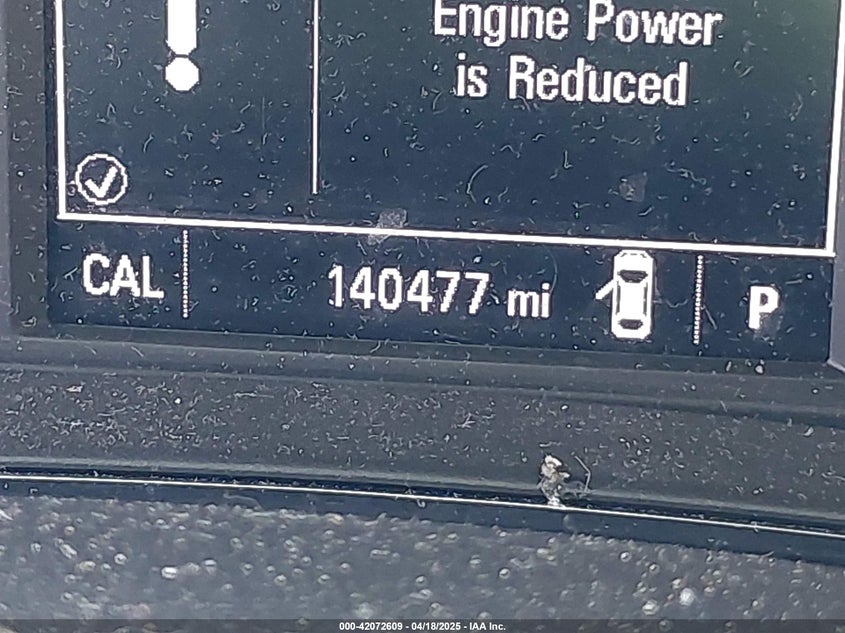 Engine Power
is Reduced
CAL
140477 mi
P
000-42072609 - 04/18/2025 - IAA Inc.